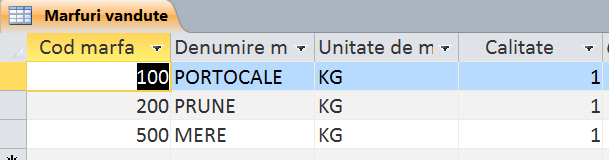 Marfuri vandute
Cod marfa Denumire m Unitate de m Calitate
100 PORTOCALE KG 1
200 PRUNE KG 1
500 MERE KG 1